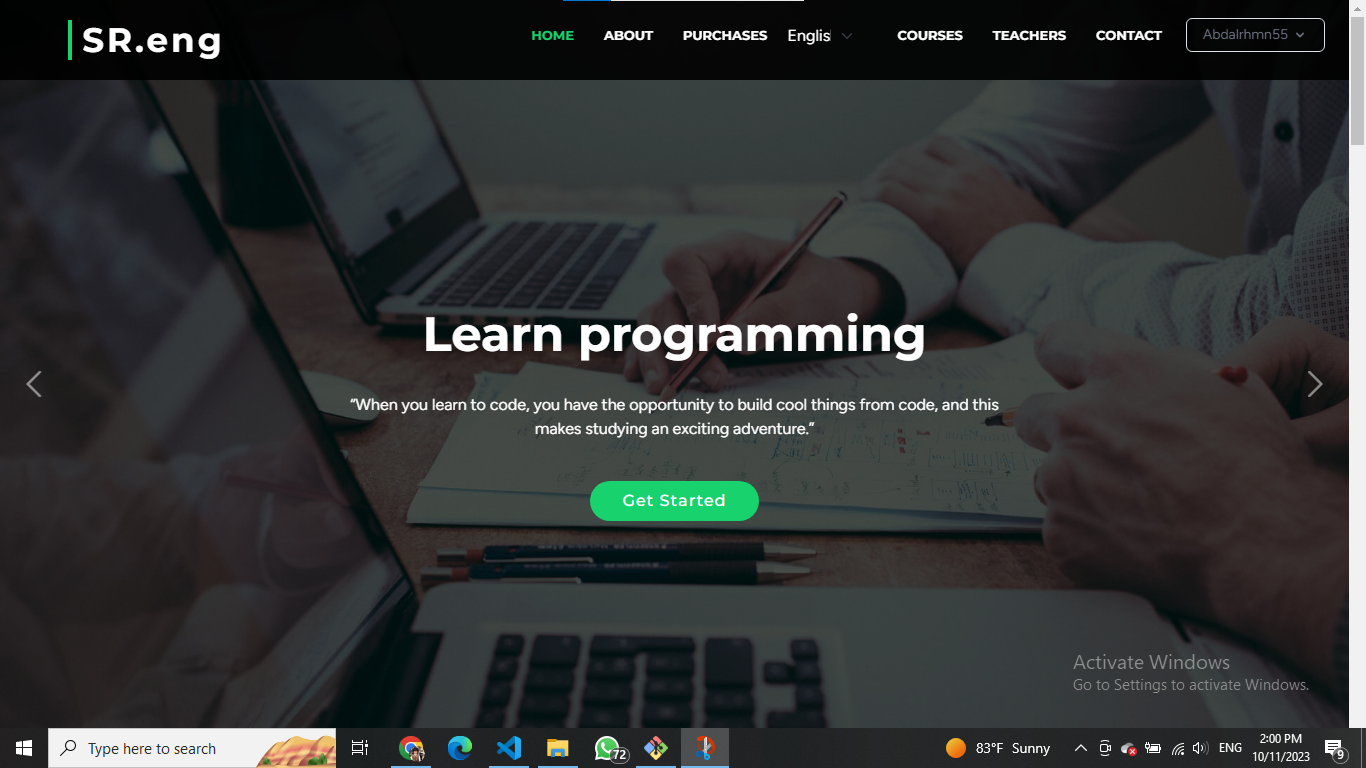 SR.eng
HOME ABOUT PURCHASES Englis COURSES TEACHERS CONTACT Abdalrhmn55
Learn programming
“When you learn to code, you have the opportunity to build cool things from code, and this
makes studying an exciting adventure.”
Get Started
Activate Windows
Go to Settings to activate Windows.
Type here to search
72
83°F Sunny
ENG
2:00 PM
10/11/2023
9